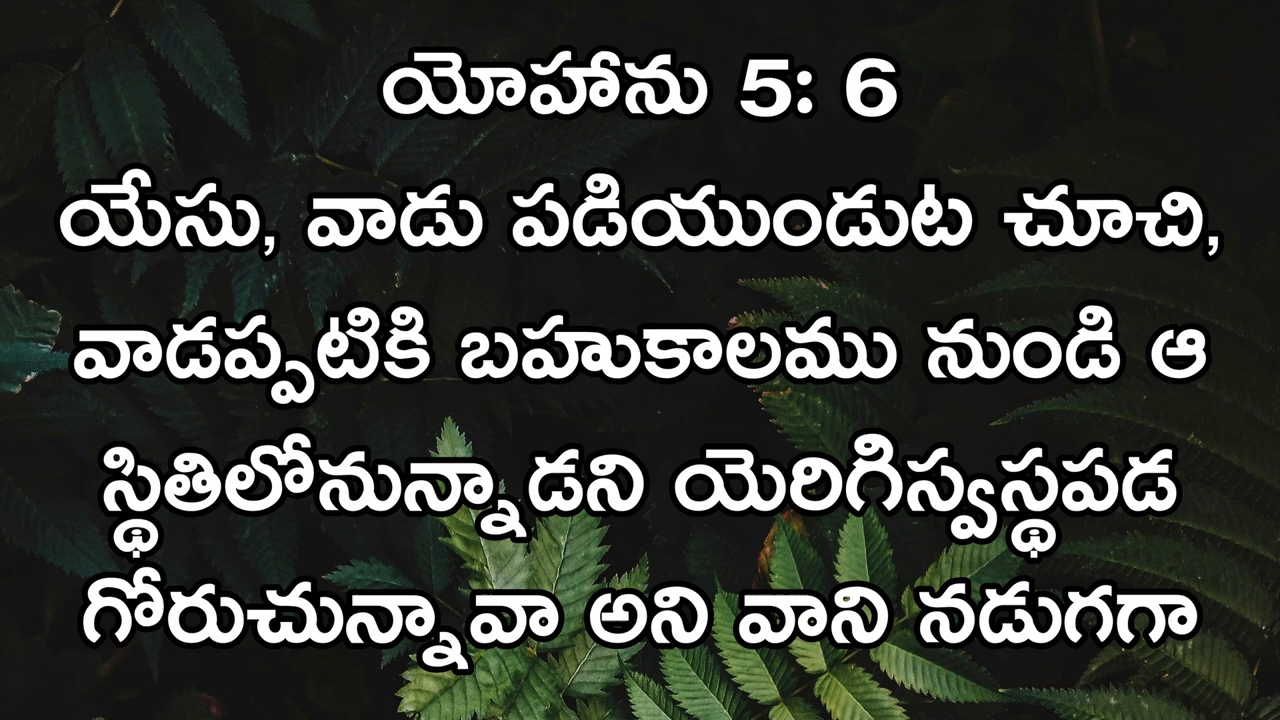 యోహాను 5: 6
యేసు, వాడు పడియుండుట చూచి,
వాడప్పటికి బహుకాలము నుండి ఆ
స్థితిలోనున్నాడని యెరిగిస్వస్థపడ
గోరుచున్నావా అని వాని నడుగగా